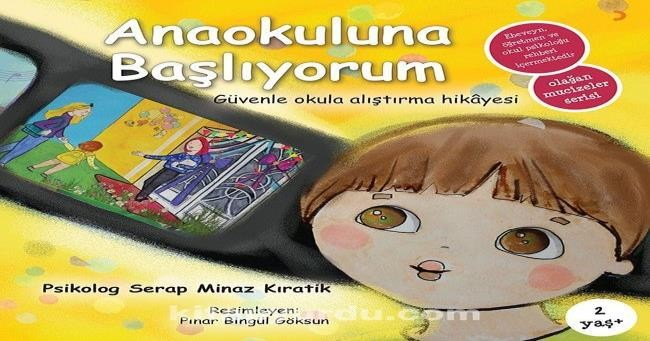 Anaokuluna
Başlıyorum
Güvenle okula alıştırma hikâyesi
Ebeveyn,
öğretmen ve
okul psikoloğu
rehberi
içermektedir
olağan
mucizeler
serisi
Psikolog Serap Minaz Kıratik
Resimleyen:
Pınar Bingül Göksun
2
yaş+